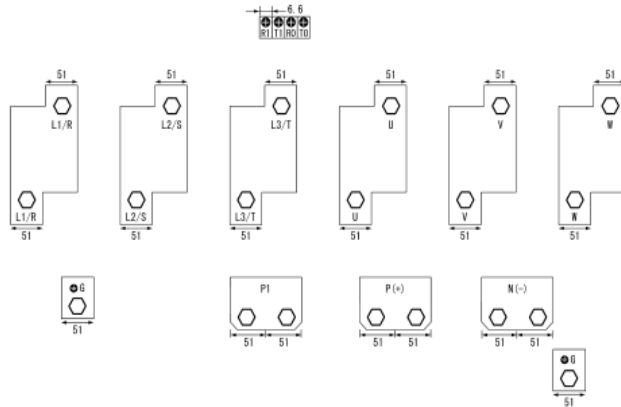 6.6
R1 T1 R0 T0
51 51 51 51 51 51
L1/R L2/S L3/T U V W
L1/R L2/S L3/T U V W
51 51 51 51 51 51
G P1 P(+) N(-)
51 51 51 51 51 51 51
G
51